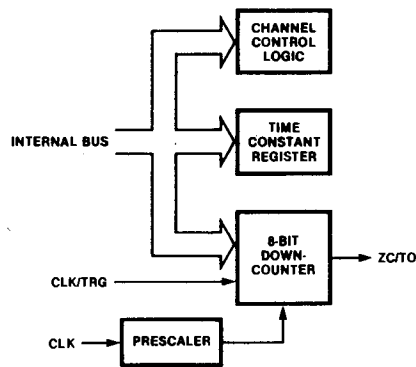 CHANNEL
CONTROL
LOGIC
INTERNAL BUS
TIME
CONSTANT
REGISTER
8-BIT
DOWN-
COUNTER
ZC/TO
CLK/TRG
CLK
PRESCALER